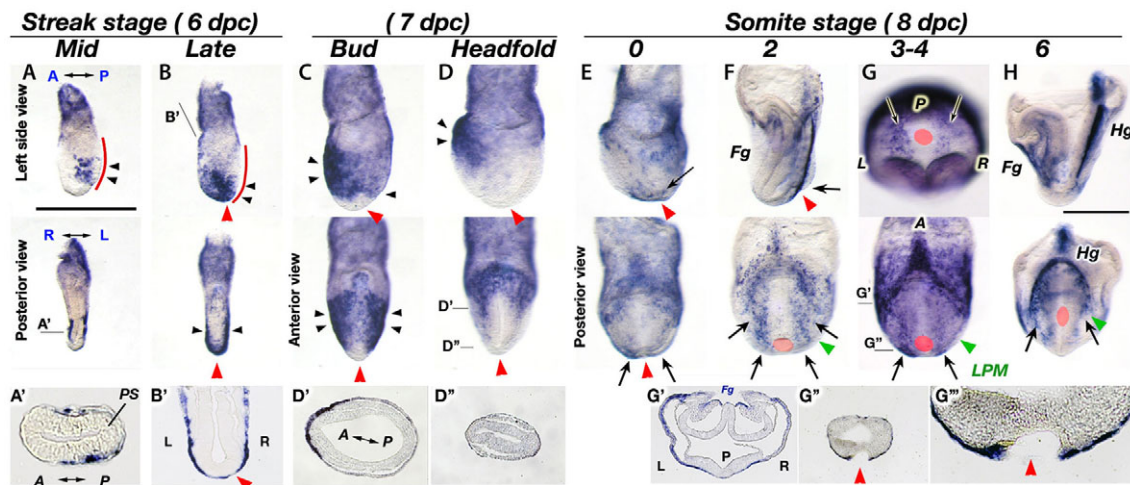 Streak stage ( 6 dpc)
( 7 dpc)
Somite stage ( 8 dpc)
Mid
Late
Bud
Headfold
0
2
3-4
6
Left side view
A
A ↔ P
B
B'
C
D
E
F
Fg
G
P
L
R
H
Fg
Hg
Posterior view
R ↔ L
A'
Anterior view
D'
D"
Posterior view
A
G'
G"
LPM
Hg
A'
PS
A ↔ P
B'
L
R
D'
A ↔ P
D"
G'
Fg
P
L
R
G"
G"'